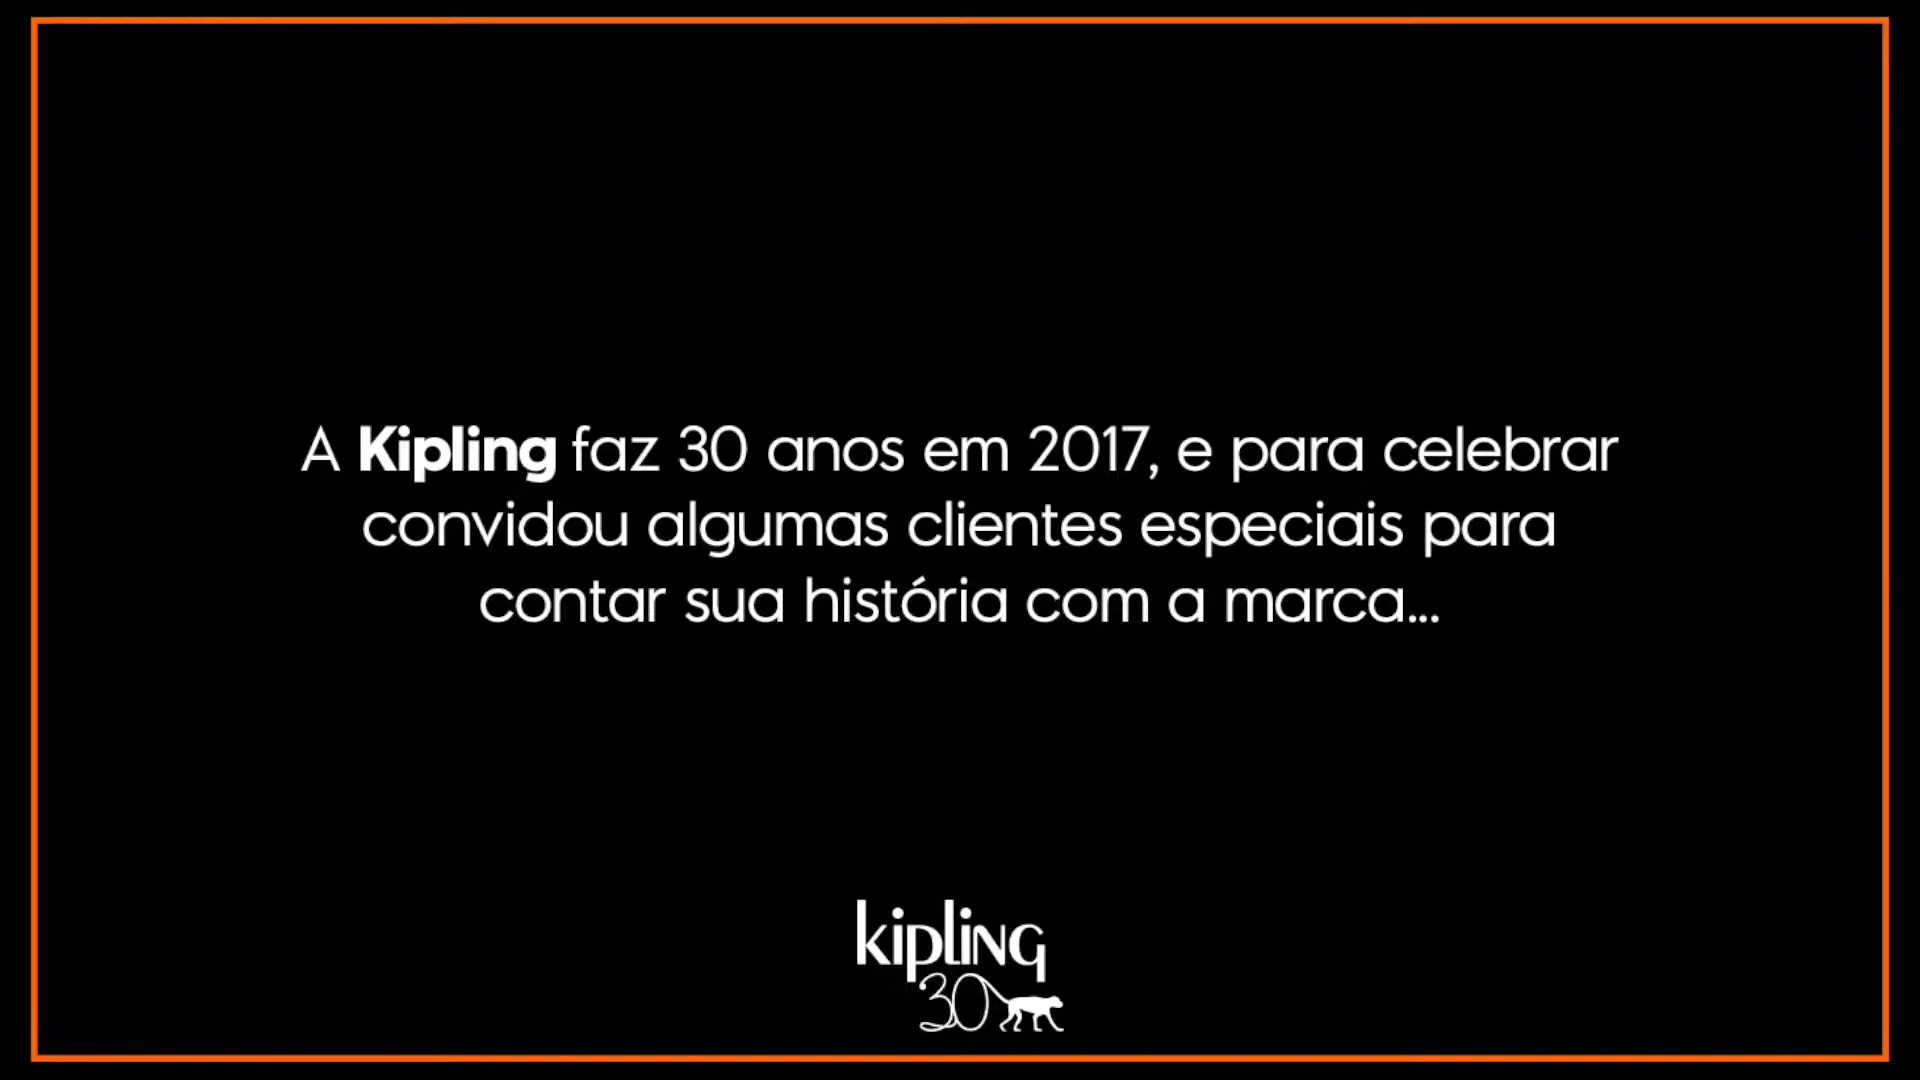 A Kipling faz 30 anos em 2017, e para celebrar
convidou algumas clientes especiais para
contar sua história com a marca...
kipling
30